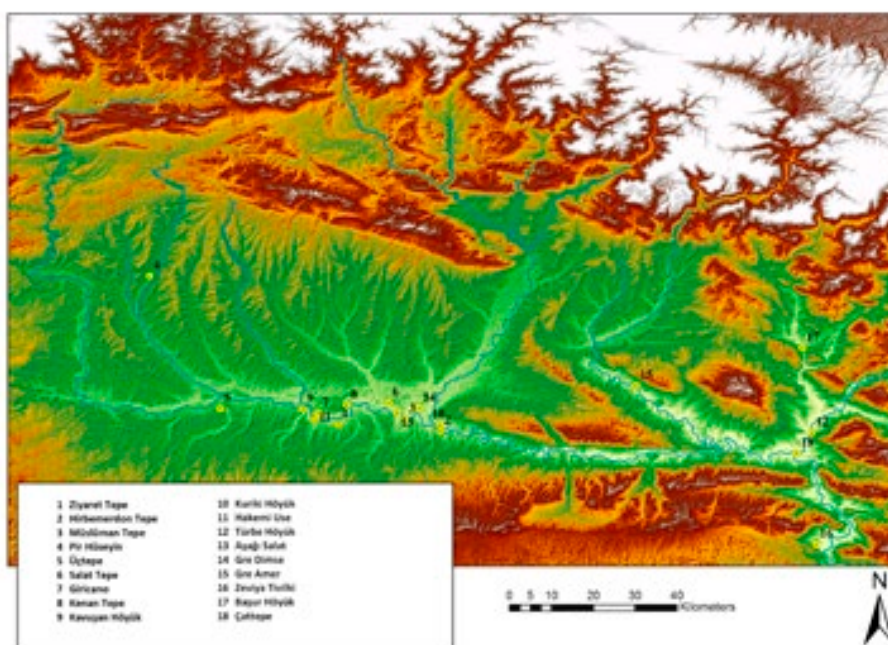 1 Ziyaret Tepe
2 Hirbemerdon Tepe
3 Müslüman Tepe
4 Pir Hüseyin
5 Üçtepe
6 Salat Tepe
7 Giricano
8 Kenan Tepe
9 Kavuşan Höyük
10 Kuriki Höyük
11 Hakemi Use
12 Türbe Höyük
13 Aşağı Salat
14 Gre Dimse
15 Gre Amer
16 Zeviya Tivilki
17 Başur Höyük
18 Çattepe
0 5 10 20 30 40
Kilometers
N